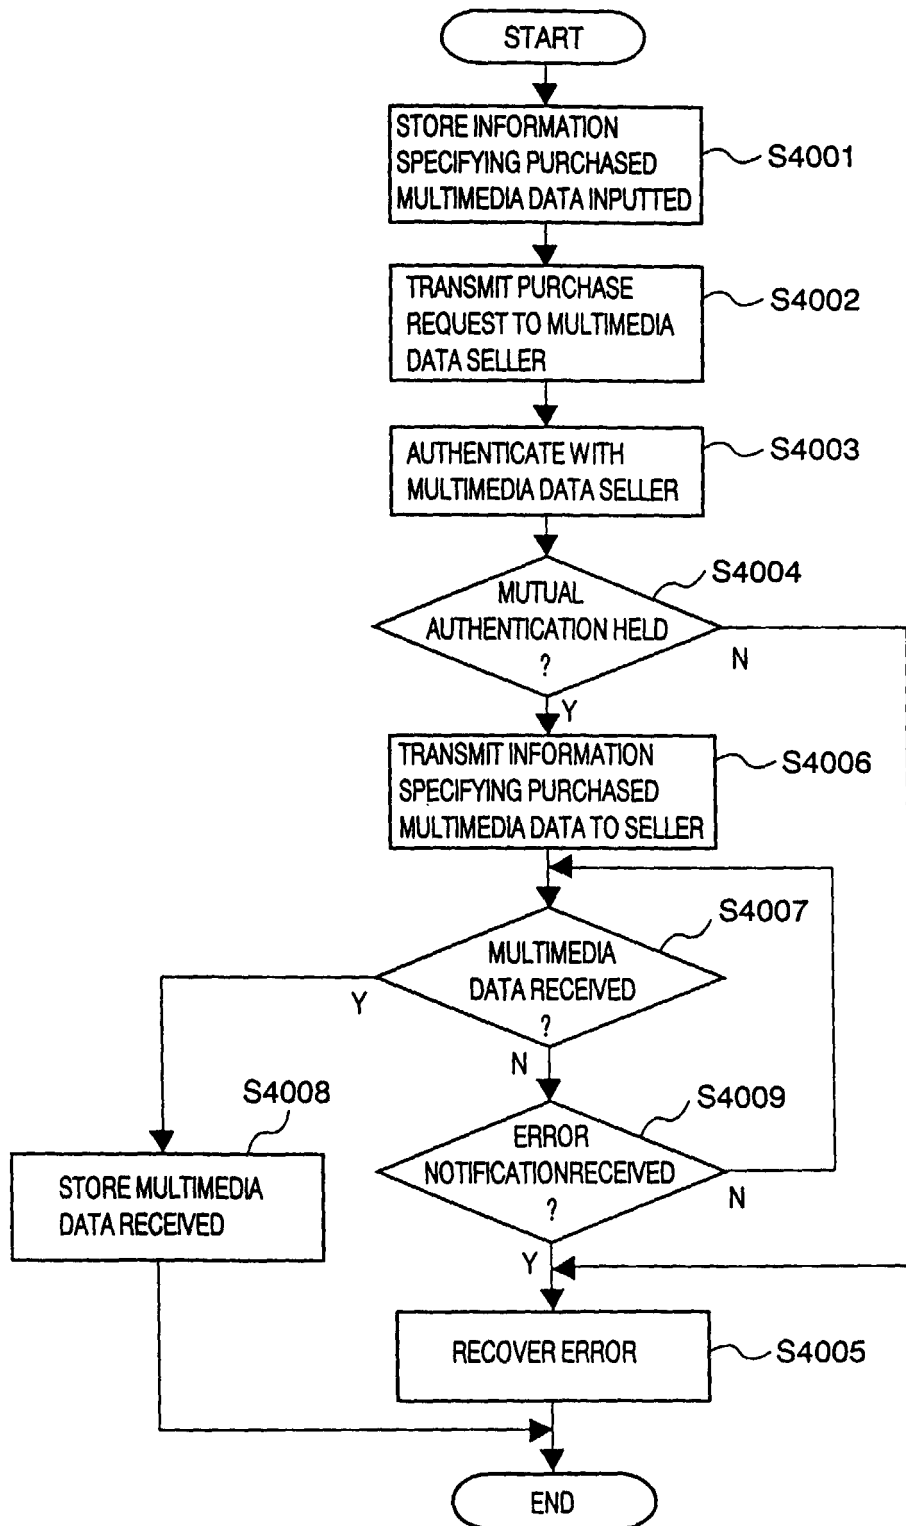 START
STORE INFORMATION
SPECIFYING PURCHASED
MULTIMEDIA DATA INPUTTED
S4001
TRANSMIT PURCHASE
REQUEST TO MULTIMEDIA
DATA SELLER
S4002
AUTHENTICATE WITH
MULTIMEDIA DATA SELLER
S4003
MUTUAL
AUTHENTICATION HELD
?
S4004
N
Y
TRANSMIT INFORMATION
SPECIFYING PURCHASED
MULTIMEDIA DATA TO SELLER
S4006
MULTIMEDIA
DATA RECEIVED
?
S4007
Y
N
S4008
STORE MULTIMEDIA
DATA RECEIVED
ERROR
NOTIFICATION RECEIVED
?
S4009
N
Y
RECOVER ERROR
S4005
END